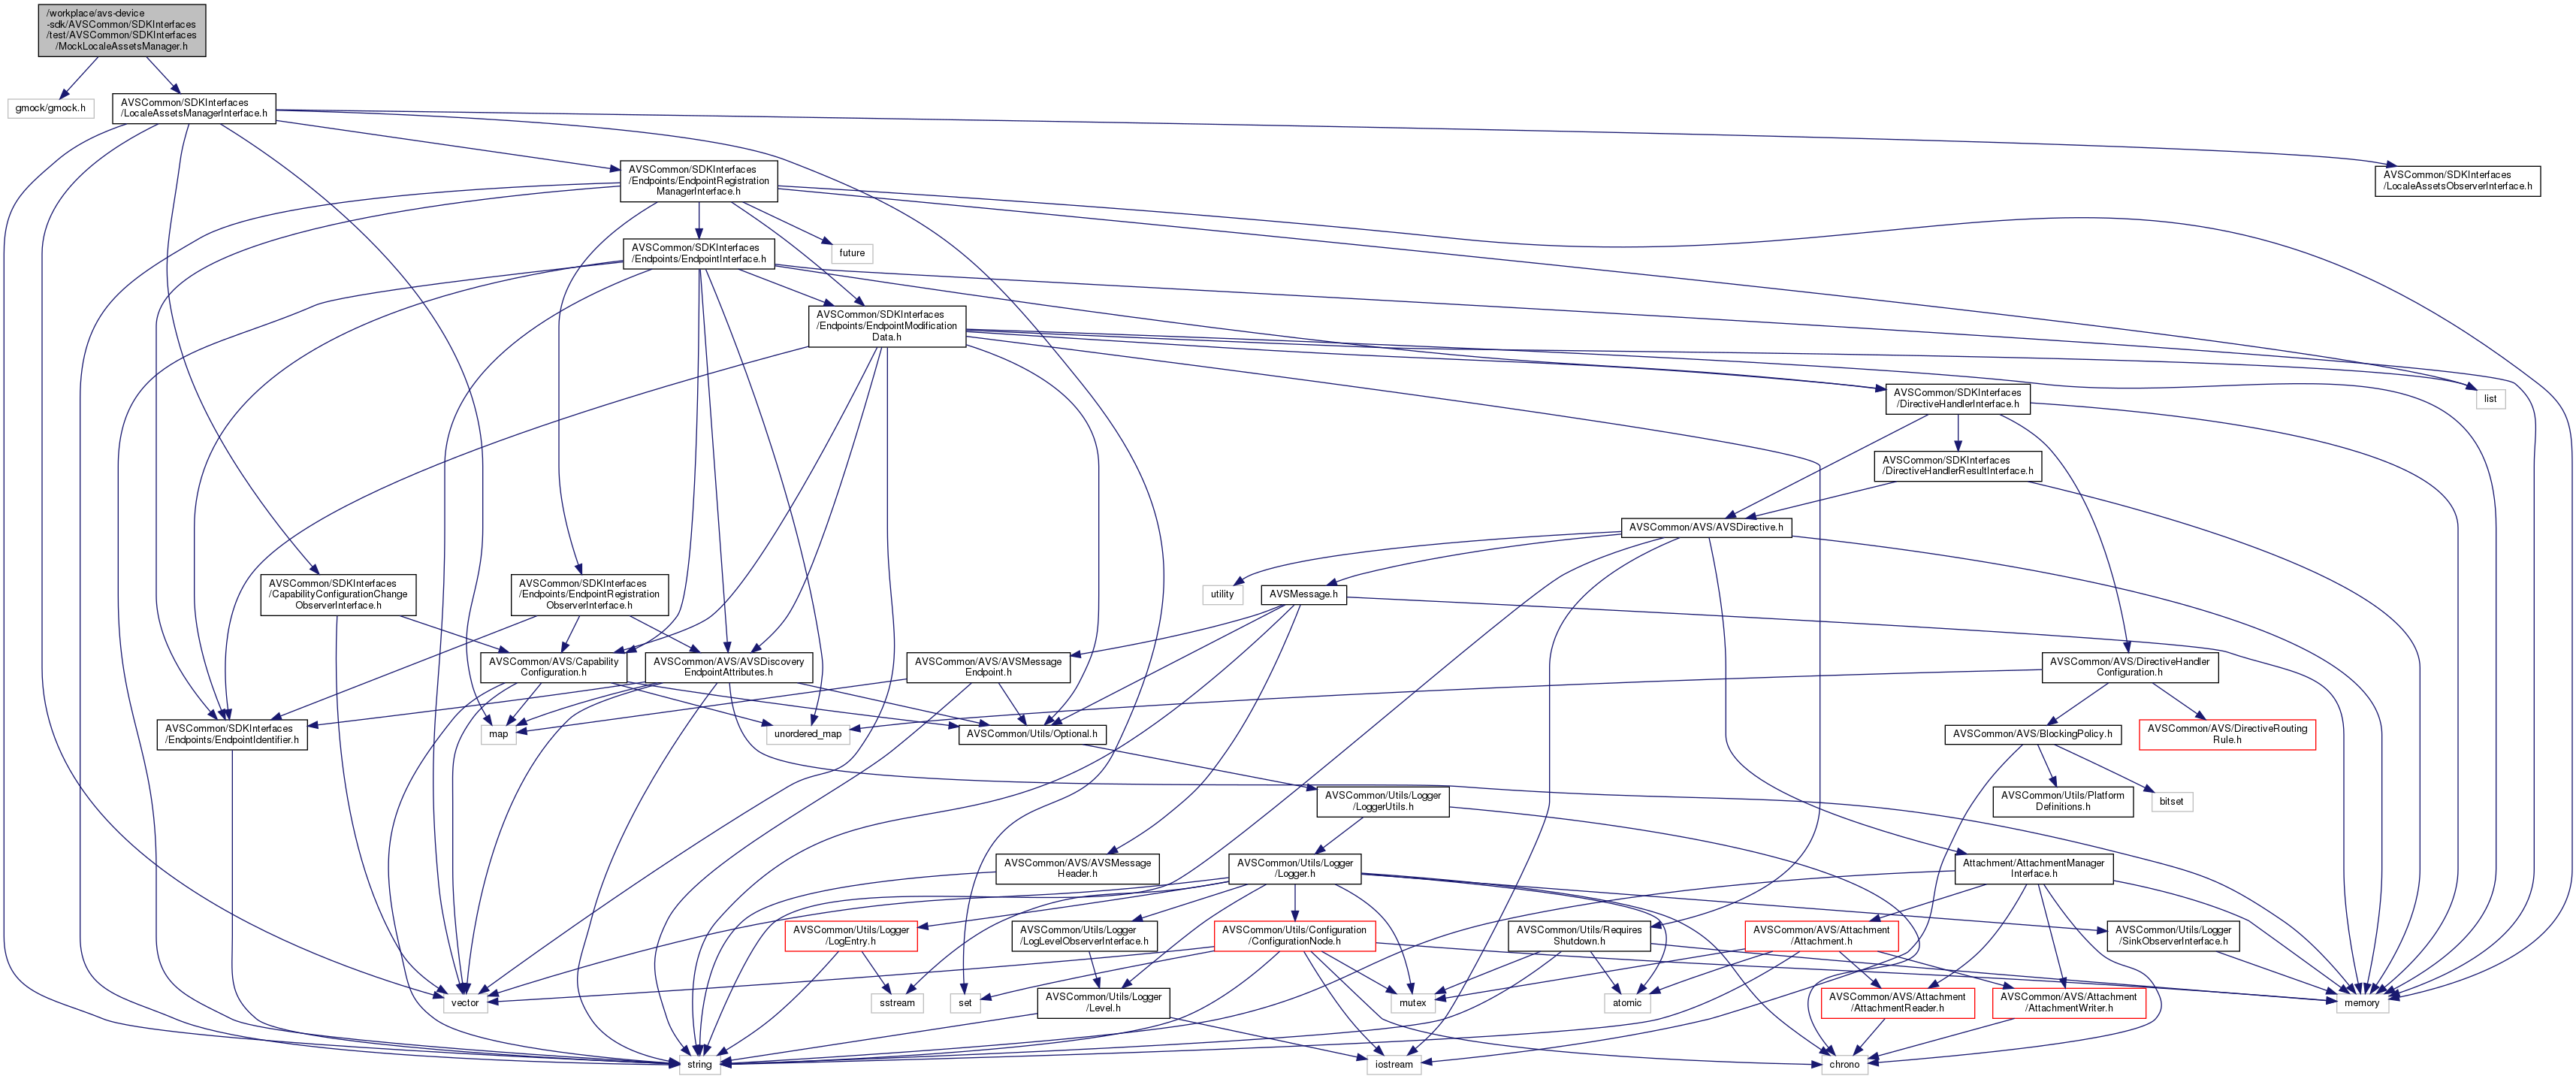 /workplace/avs-device
-sdk/AVSCommon/SDKInterfaces
/test/AVSCommon/SDKInterfaces
/MockLocaleAssetsManager.h
gmock/gmock.h
AVSCommon/SDKInterfaces
/LocaleAssetsManagerInterface.h
AVSCommon/SDKInterfaces
/Endpoints/EndpointRegistration
ManagerInterface.h
AVSCommon/SDKInterfaces
/LocaleAssetsObserverInterface.h
AVSCommon/SDKInterfaces
/Endpoints/EndpointInterface.h
future
AVSCommon/SDKInterfaces
/Endpoints/EndpointModification
Data.h
AVSCommon/SDKInterfaces
/DirectiveHandlerInterface.h
list
AVSCommon/SDKInterfaces
/DirectiveHandlerResultInterface.h
AVSCommon/AVS/AVSDirective.h
AVSCommon/SDKInterfaces
/CapabilityConfigurationChange
ObserverInterface.h
AVSCommon/SDKInterfaces
/Endpoints/EndpointRegistration
ObserverInterface.h
utility
AVSMessage.h
AVSCommon/AVS/Capability
Configuration.h
AVSCommon/AVS/AVSDiscovery
EndpointAttributes.h
AVSCommon/AVS/AVSMessage
Endpoint.h
AVSCommon/AVS/DirectiveHandler
Configuration.h
AVSCommon/SDKInterfaces
/Endpoints/EndpointIdentifier.h
map
unordered_map
AVSCommon/Utils/Optional.h
AVSCommon/AVS/BlockingPolicy.h
AVSCommon/AVS/DirectiveRouting
Rule.h
AVSCommon/Utils/Logger
/LoggerUtils.h
AVSCommon/Utils/Platform
Definitions.h
bitset
AVSCommon/AVS/AVSMessage
Header.h
AVSCommon/Utils/Logger
/Logger.h
Attachment/AttachmentManager
Interface.h
AVSCommon/Utils/Logger
/LogEntry.h
AVSCommon/Utils/Logger
/LogLevelObserverInterface.h
AVSCommon/Utils/Configuration
/ConfigurationNode.h
AVSCommon/Utils/Requires
Shutdown.h
AVSCommon/AVS/Attachment
/Attachment.h
AVSCommon/Utils/Logger
/SinkObserverInterface.h
vector
sstream
set
AVSCommon/Utils/Logger
/Level.h
mutex
atomic
AVSCommon/AVS/Attachment
/AttachmentReader.h
AVSCommon/AVS/Attachment
/AttachmentWriter.h
memory
string
iostream
chrono